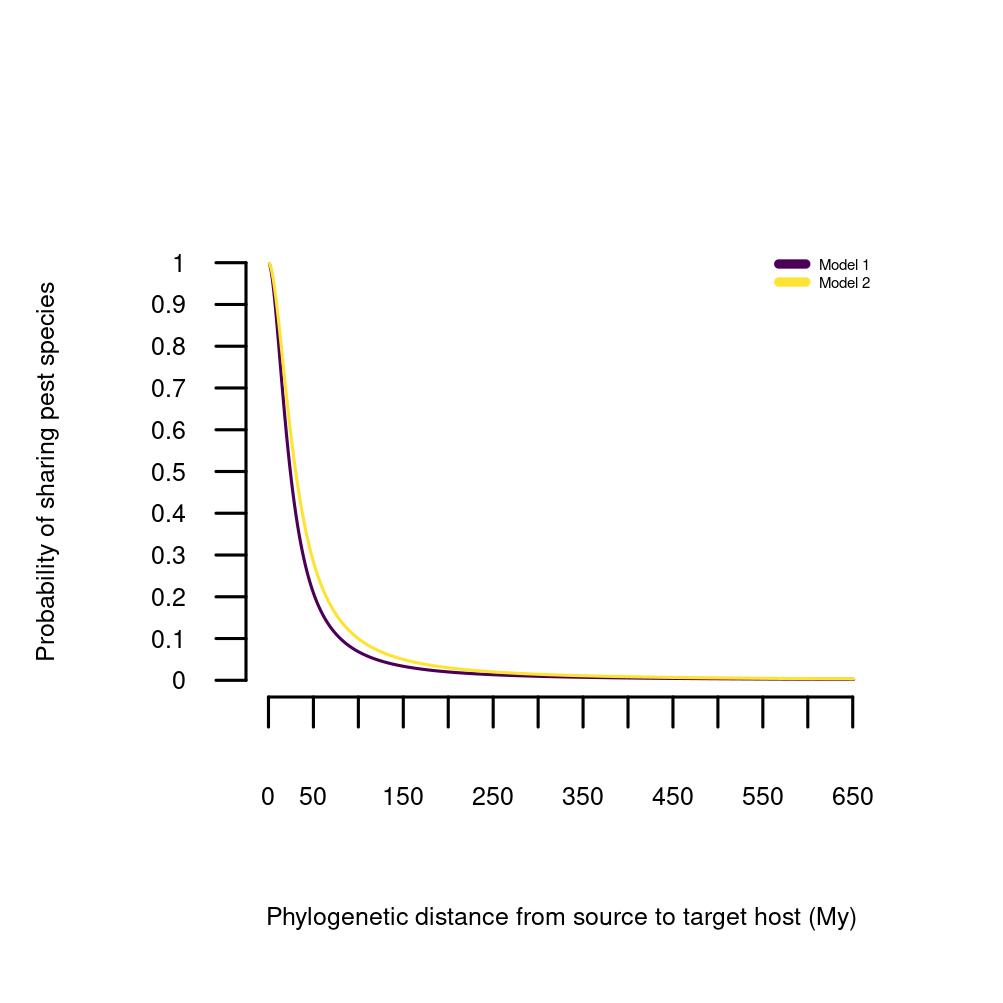 Probability of sharing pest species
1
0.9
0.8
0.7
0.6
0.5
0.4
0.3
0.2
0.1
0
Model 1
Model 2
0 50 150 250 350 450 550 650
Phylogenetic distance from source to target host (My)